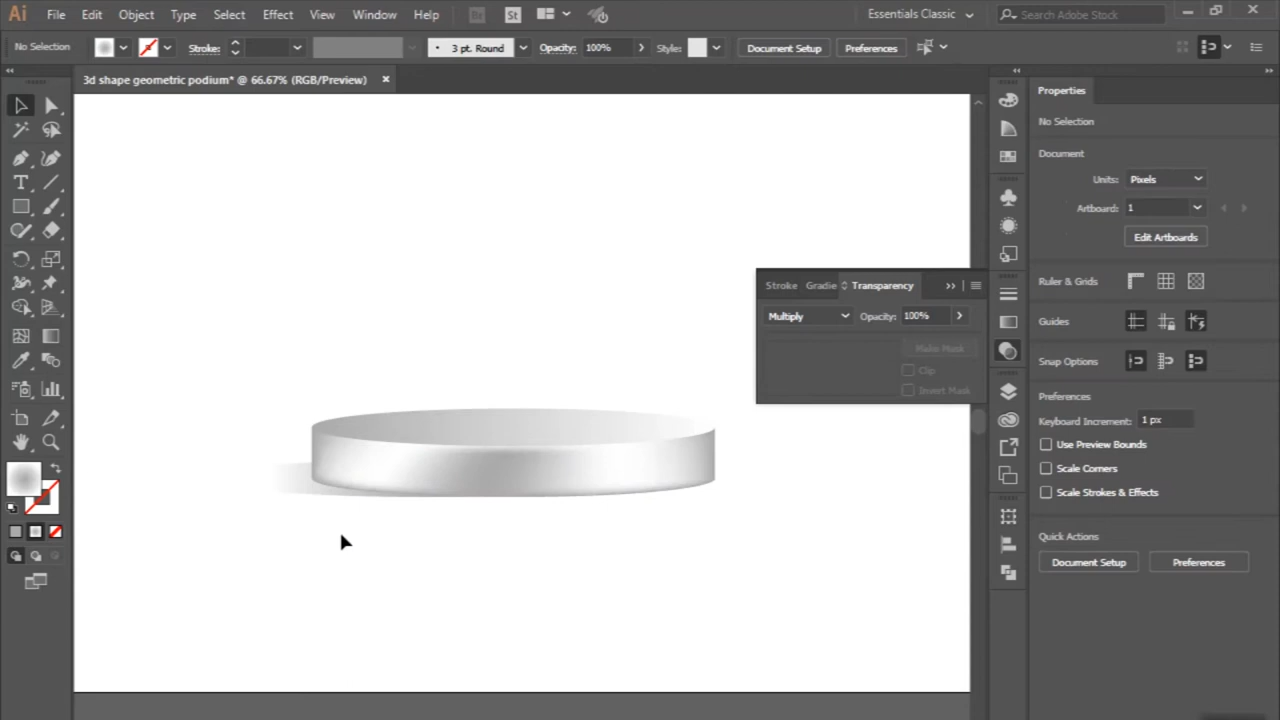 Ai File Edit Object Type Select Effect View Window Help Br St Essentials Classic Search Adobe Stock
No Selection Stroke: 3 pt. Round Opacity: 100% Style: Document Setup Preferences
3d shape geometric podium* @ 66.67% (RGB/Preview)
Properties
No Selection
Document
Units: Pixels
Artboard: 1
Edit Artboards
Ruler & Grids
Stroke Gradie Transparency
Multiply Opacity: 100%
Guides
Make Mask
Clip
Invert Mask
Snap Options
Preferences
Keyboard Increment: 1 px
Use Preview Bounds
Scale Corners
Scale Strokes & Effects
Quick Actions
Document Setup Preferences